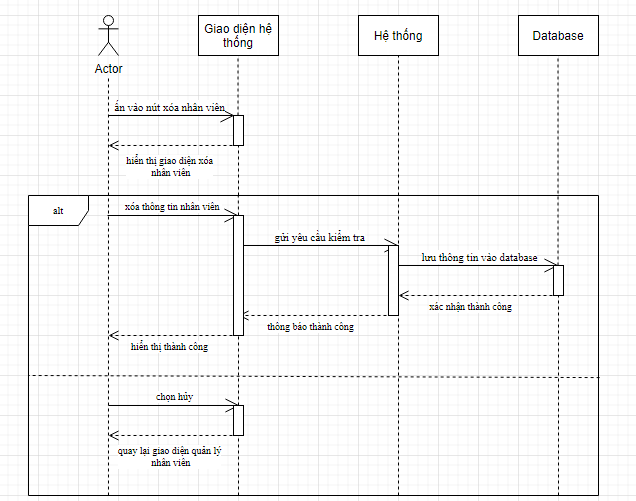 Giao diện hệ
thống
Hệ thống
Database
Actor
ấn vào nút xóa nhân viên
hiển thị giao diện xóa
nhân viên
alt
xóa thông tin nhân viên
gửi yêu cầu kiểm tra
lưu thông tin vào database
xác nhận thành công
thông báo thành công
hiển thị thành công
chọn hủy
quay lại giao diện quản lý
nhân viên